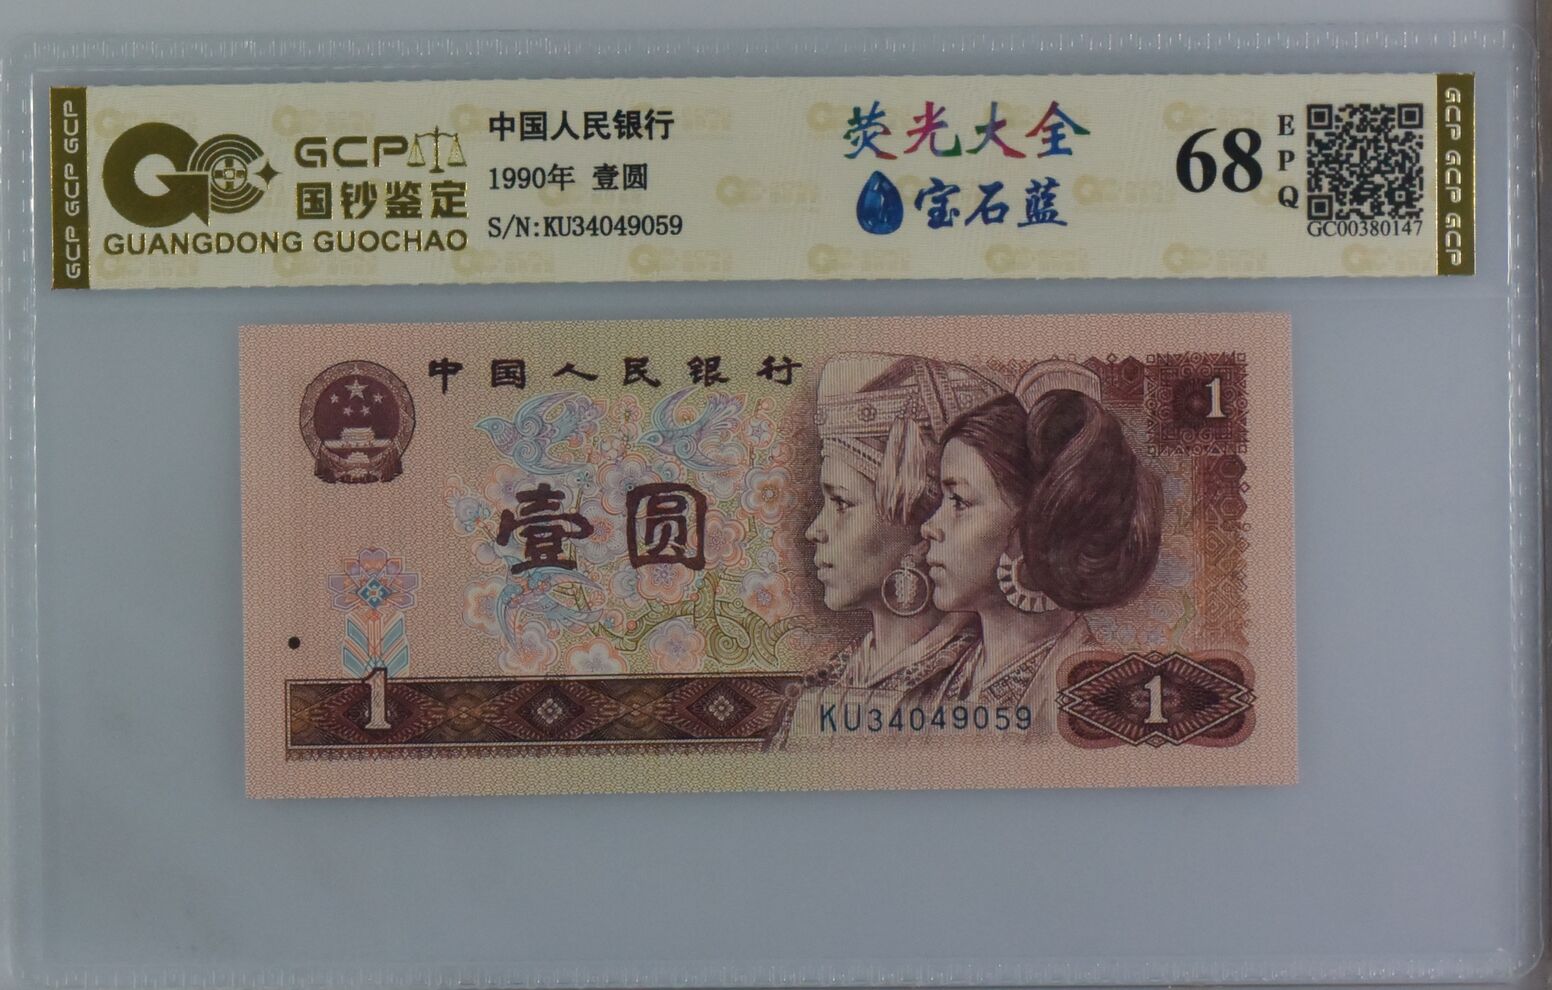 GCP
国钞鉴定
GUANGDONG GUOCHAO
中国人民银行
1990年 壹圆
S/N:KU34049059
荧光大全
宝石蓝
68
EPQ
GC00380147
GCP GCP GCP
GCP GCP GCP
中国人民银行
1
壹圆
1
KU34049059
1